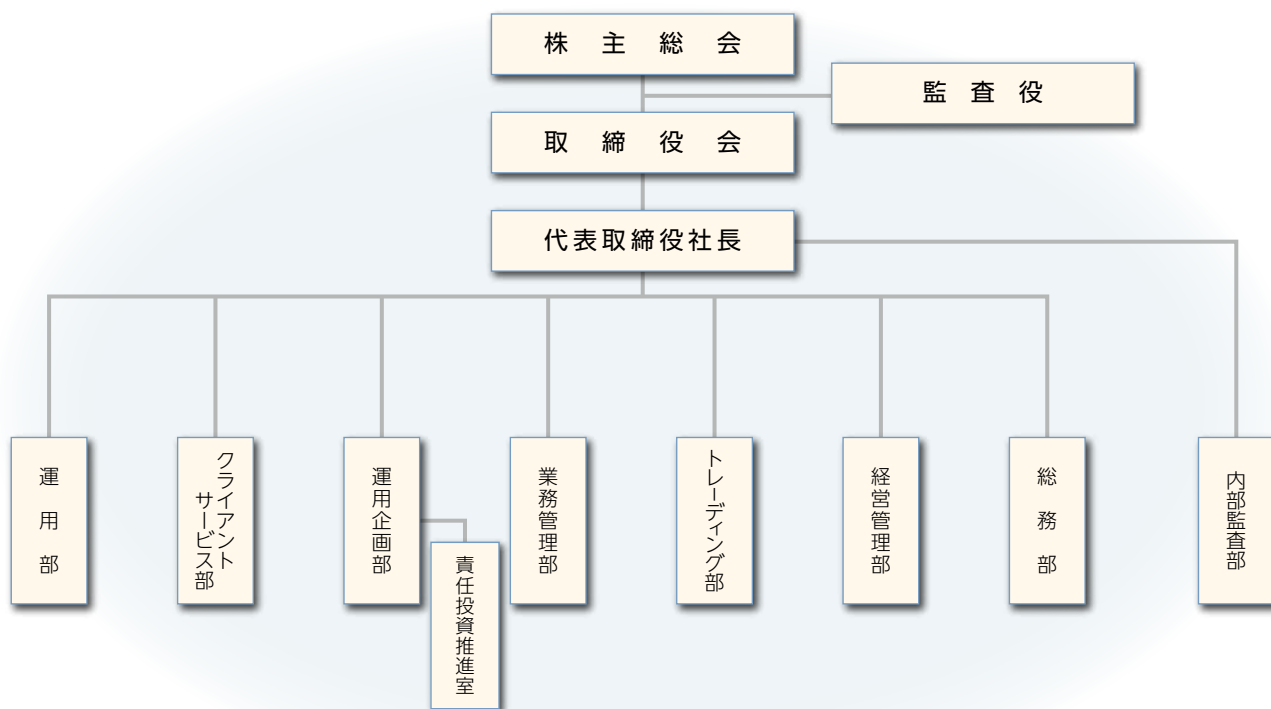 株主総会
監査役
取締役会
代表取締役社長
運用部
クライアント
サービス部
運用企画部
責任投資推進室
業務管理部
トレーディング部
経営管理部
総務部
内部監査部